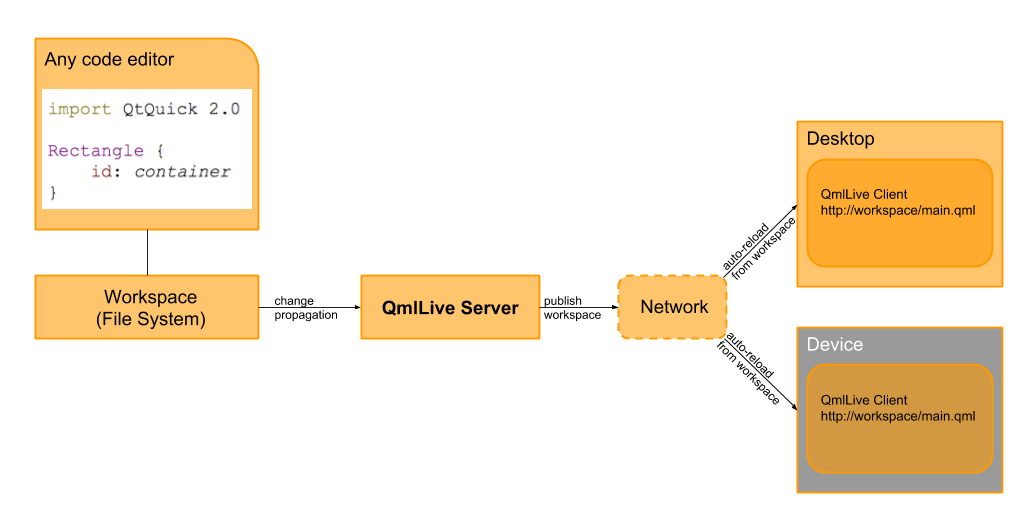 Any code editor
import QtQuick 2.0
Rectangle {
id: container
}
Workspace
(File System)
change
propagation
QmlLive Server
publish
workspace
Network
auto-reload
from workspace
auto-reload
from workspace
Desktop
QmlLive Client
http://workspace/main.qml
Device
QmlLive Client
http://workspace/main.qml